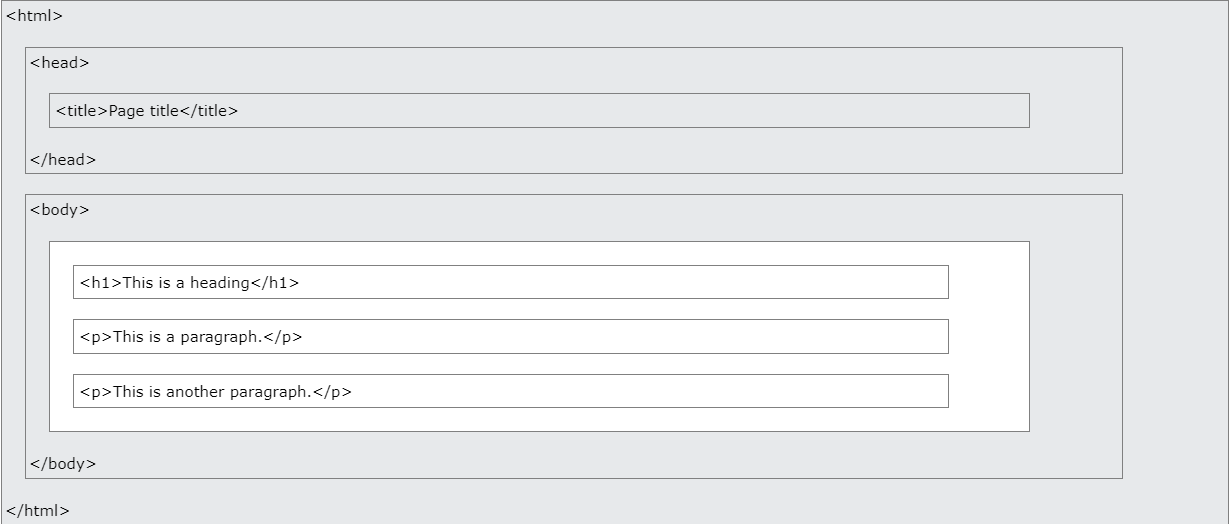 <html>
<head>
<title>Page title</title>
</head>
<body>
<h1>This is a heading</h1>
<p>This is a paragraph.</p>
<p>This is another paragraph.</p>
</body>
</html>